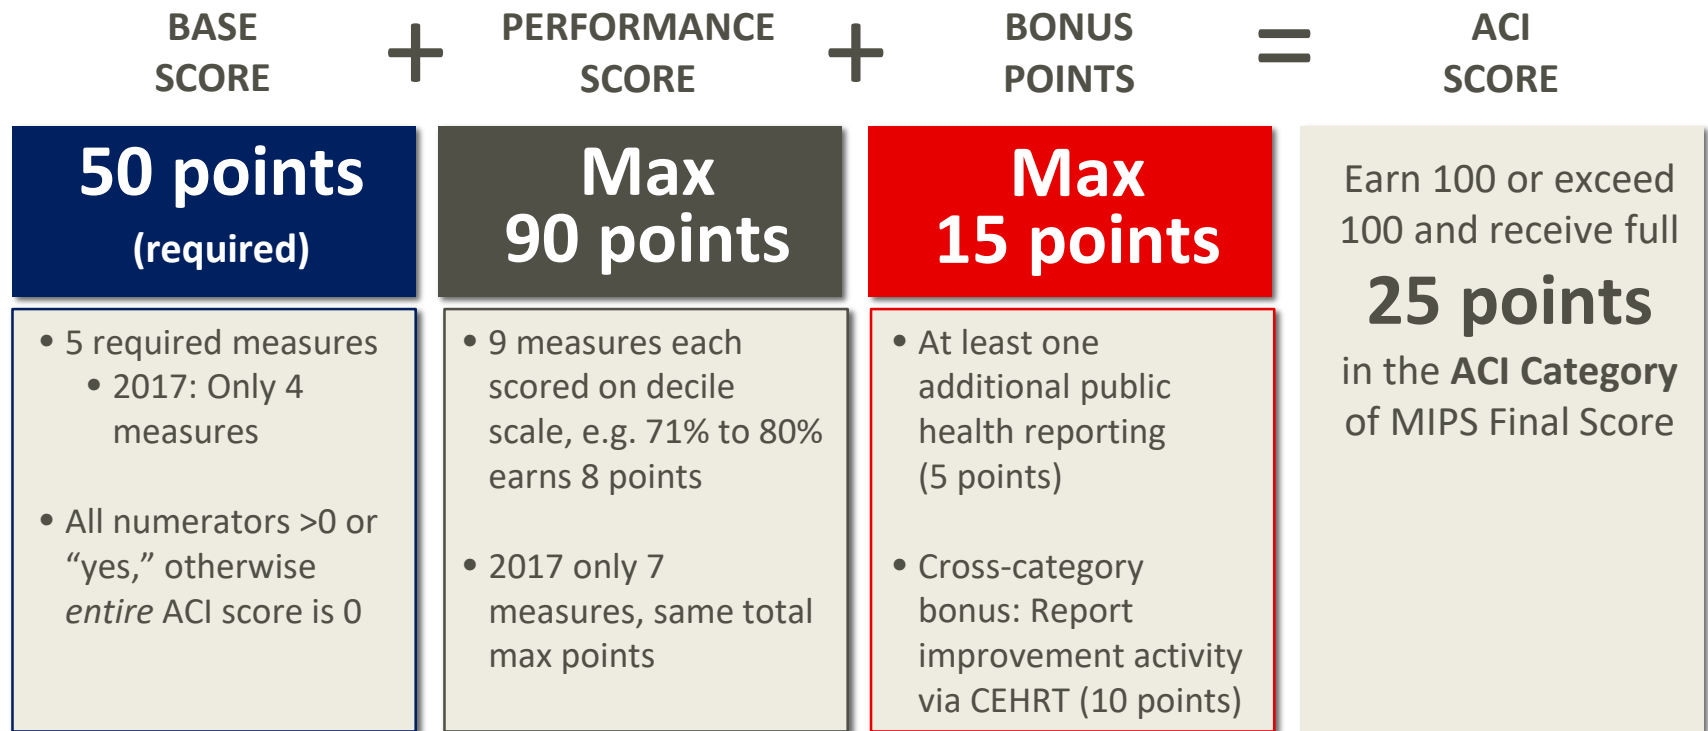 BASE
SCORE
+
PERFORMANCE
SCORE
+
BONUS
POINTS
=
ACI
SCORE
50 points
(required)
• 5 required measures
• 2017: Only 4
measures
• All numerators >0 or
“yes,” otherwise
entire ACI score is 0
Max
90 points
• 9 measures each
scored on decile
scale, e.g. 71% to 80%
earns 8 points
• 2017 only 7
measures, same total
max points
Max
15 points
• At least one
additional public
health reporting
(5 points)
• Cross-category
bonus: Report
improvement activity
via CEHRT (10 points)
Earn 100 or exceed
100 and receive full
25 points
in the ACI Category
of MIPS Final Score